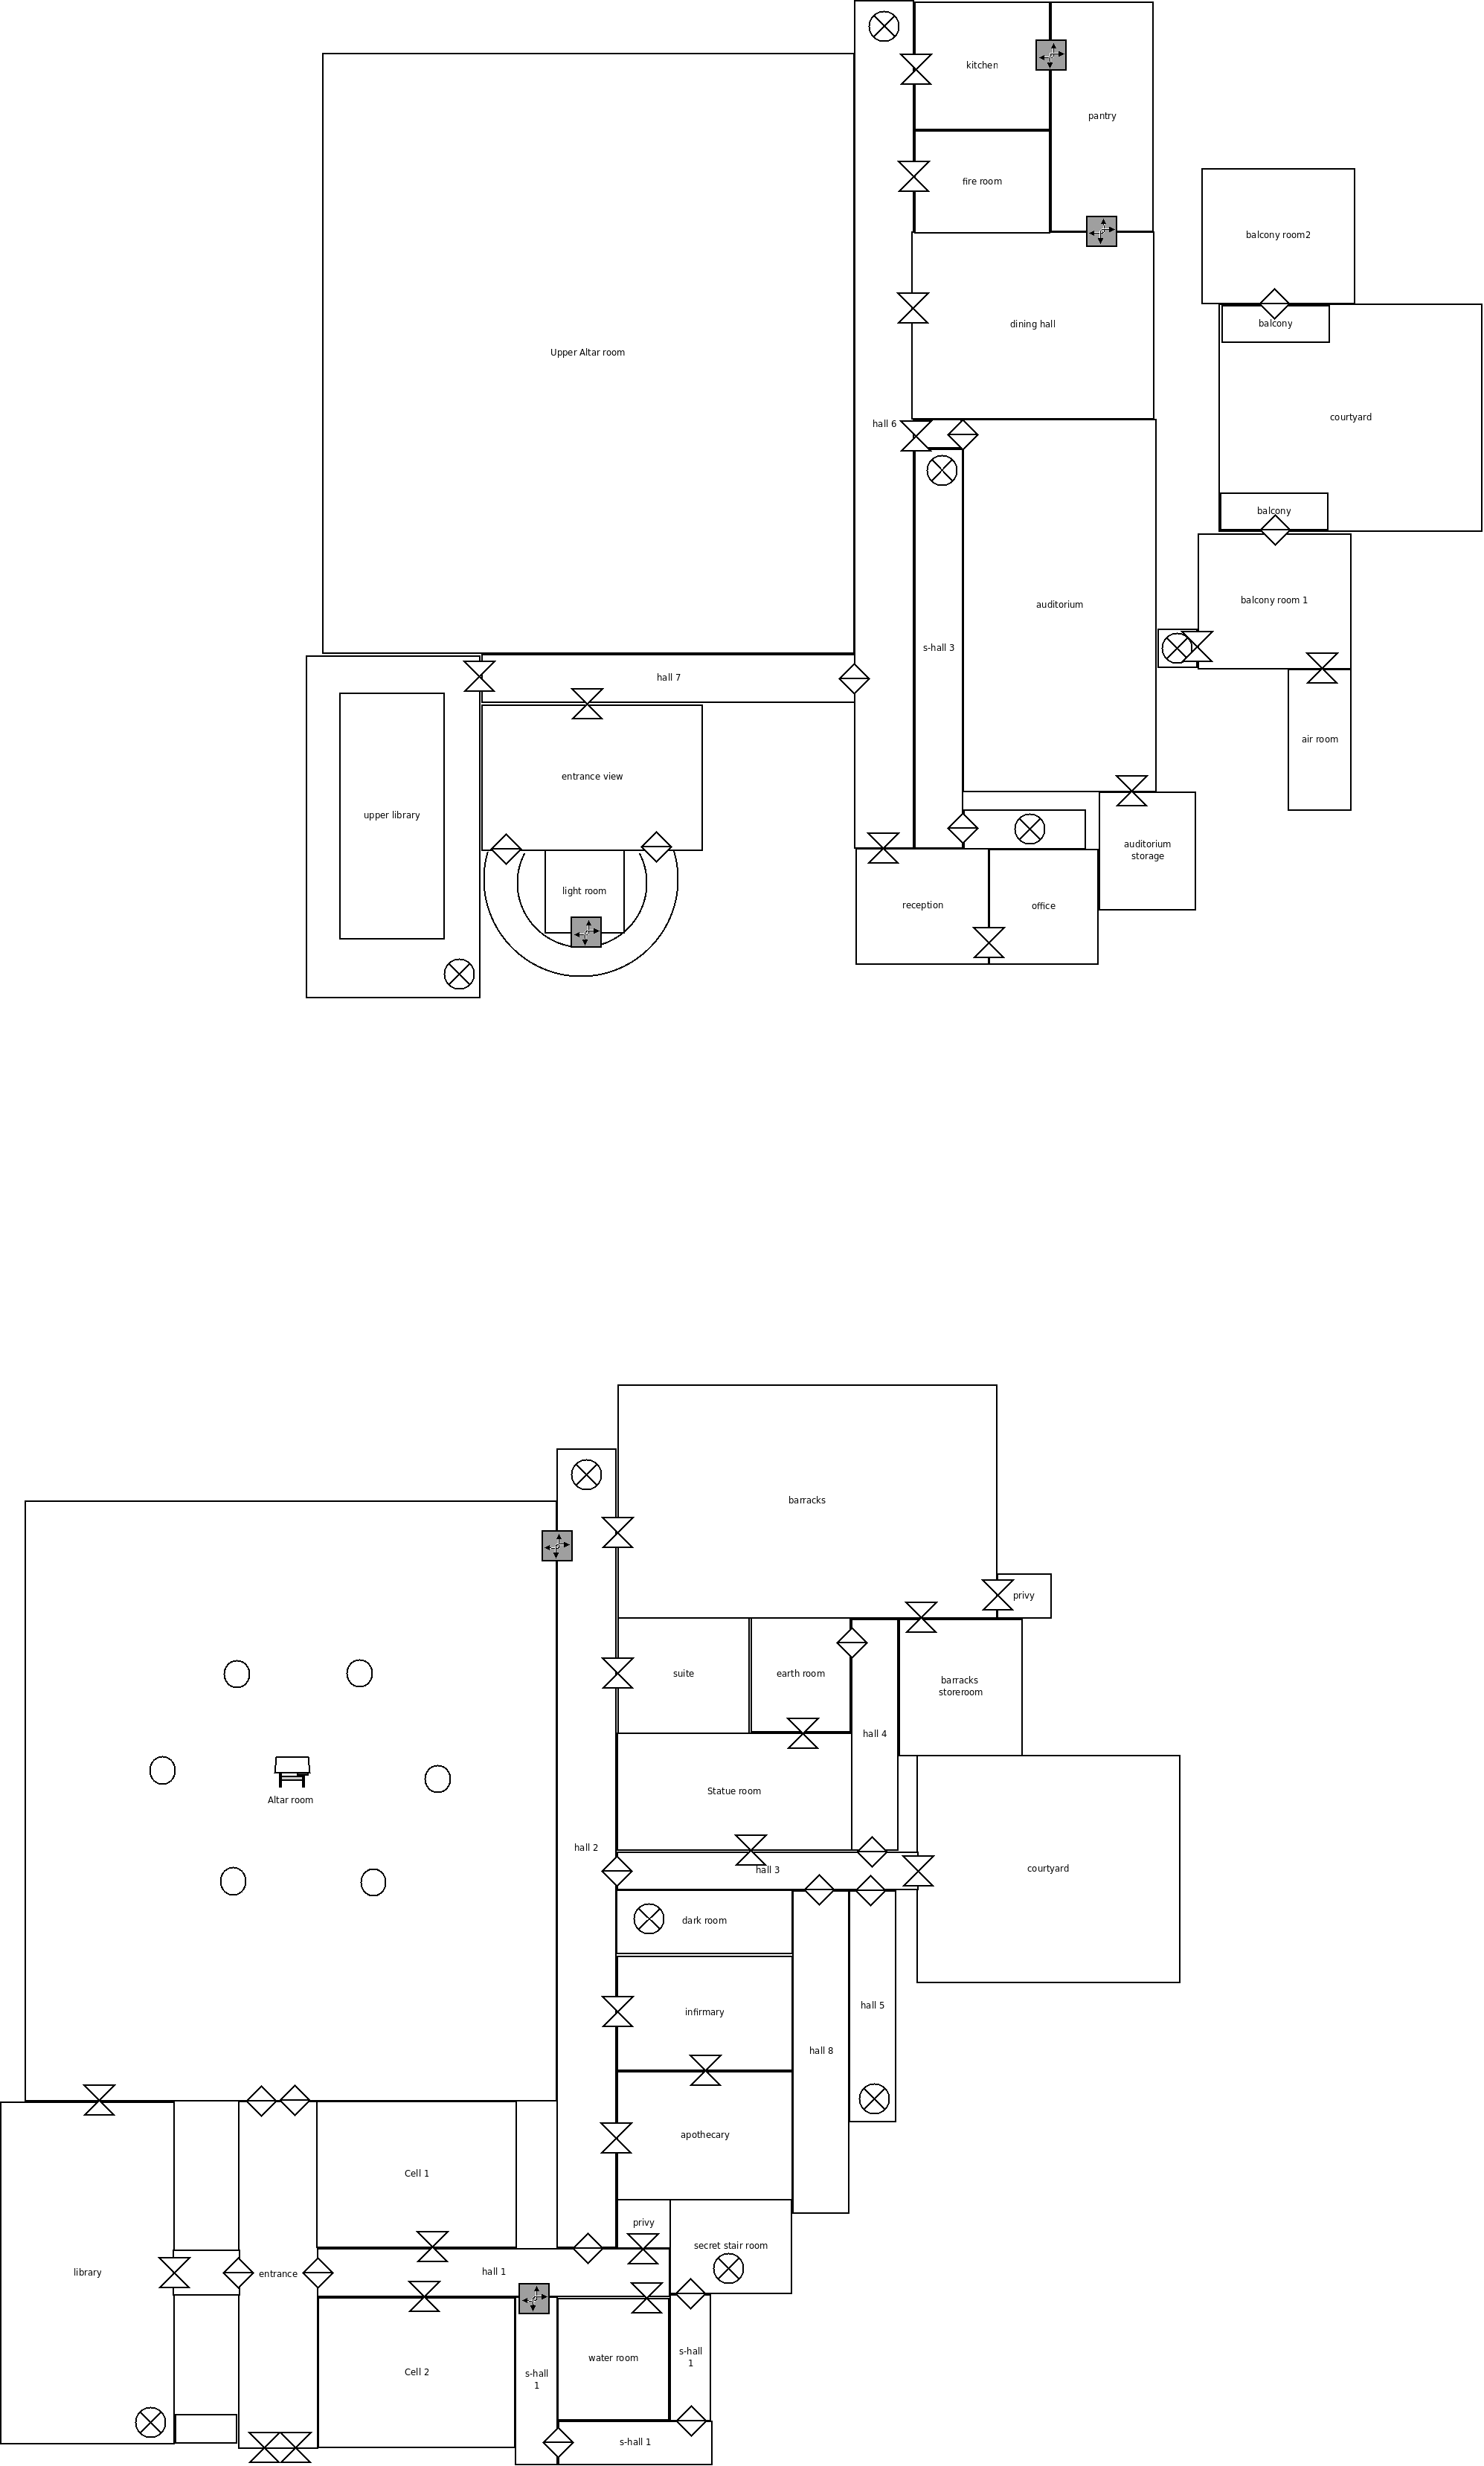 kitchen
pantry
fire room
balcony room2
balcony
dining hall
Upper Altar room
courtyard
hall 6
balcony
balcony room 1
auditorium
s-hall 3
hall 7
air room
entrance view
upper library
auditorium
storage
light room
reception
office
barracks
privy
suite
earth room
barracks
storeroom
hall 4
Statue room
Altar room
hall 2
hall 3
courtyard
dark room
hall 5
infirmary
hall 8
apothecary
Cell 1
privy
secret stair room
library
entrance
hall 1
s-hall
1
water room
Cell 2
s-hall
1
s-hall 1